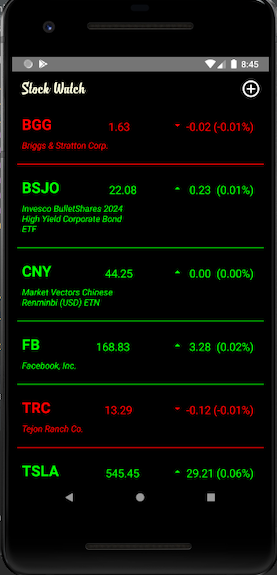 8:45
Stock Watch
BGG 1.63 -0.02 (-0.01%)
Briggs & Stratton Corp.
BSJO 22.08 0.23 (0.01%)
Invesco BulletShares 2024
High Yield Corporate Bond
ETF
CNY 44.25 0.00 (0.00%)
Market Vectors Chinese
Renminbi (USD) ETN
FB 168.83 3.28 (0.02%)
Facebook, Inc.
TRC 13.29 -0.12 (-0.01%)
Tejon Ranch Co.
TSLA 545.45 29.21 (0.06%)